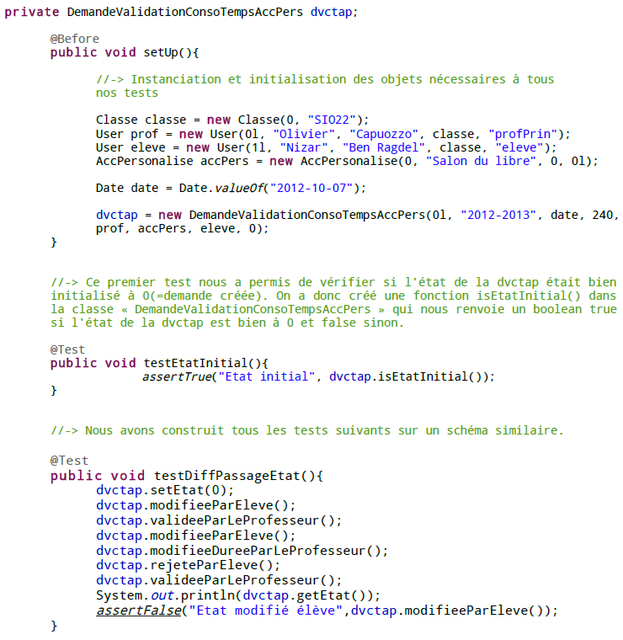 private DemandeValidationConsoTempsAccPers dvctap;
@Before
public void setUp(){
//-> Instanciation et initialisation des objets nécessaires à tous
nos tests
Classe classe = new Classe(0, "SIO22");
User prof = new User(0l, "Olivier", "Capuozzo", classe, "profPrin");
User eleve = new User(1l, "Nizar", "Ben Ragdel", classe, "eleve");
AccPersonalise accPers = new AccPersonalise(0, "Salon du libre", 0, 0l);
Date date = Date.valueOf("2012-10-07");
dvctap = new DemandeValidationConsoTempsAccPers(0l, "2012-2013", date, 240,
prof, accPers, eleve, 0);
}
//-> Ce premier test nous a permis de vérifier si l'état de la dvctap était bien
initialisé à 0(=demande créée). On a donc créé une fonction isEtatInitial() dans
la classe « DemandeValidationConsoTempsAccPers » qui nous renvoie un boolean true
si l'état de la dvctap est bien à 0 et false sinon.
@Test
public void testEtatInitial(){
assertTrue("Etat initial", dvctap.isEtatInitial());
}
//-> Nous avons construit tous les tests suivants sur un schéma similaire.
@Test
public void testDiffPassageEtat(){
dvctap.setEtat(0);
dvctap.modifieeParEleve();
dvctap.valideeParLeProfesseur();
dvctap.modifieeParEleve();
dvctap.modifieeDureeParLeProfesseur();
dvctap.rejeteParEleve();
dvctap.valideeParLeProfesseur();
System.out.println(dvctap.getEtat());
assertFalse("Etat modifié élève",dvctap.modifieeParEleve());
}